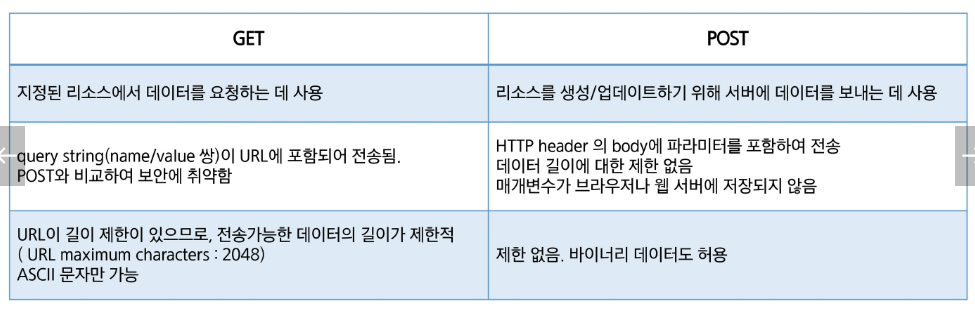 GET
POST
지정된 리소스에서 데이터를 요청하는 데 사용
리소스를 생성/업데이트하기 위해 서버에 데이터를 보내는 데 사용
query string(name/value 쌍)이 URL에 포함되어 전송됨.
POST와 비교하여 보안에 취약함
HTTP header 의 body에 파라미터를 포함하여 전송
데이터 길이에 대한 제한 없음
매개변수가 브라우저나 웹 서버에 저장되지 않음
URL이 길이 제한이 있으므로, 전송가능한 데이터의 길이가 제한적
( URL maximum characters : 2048)
ASCII 문자만 가능
제한 없음. 바이너리 데이터도 허용